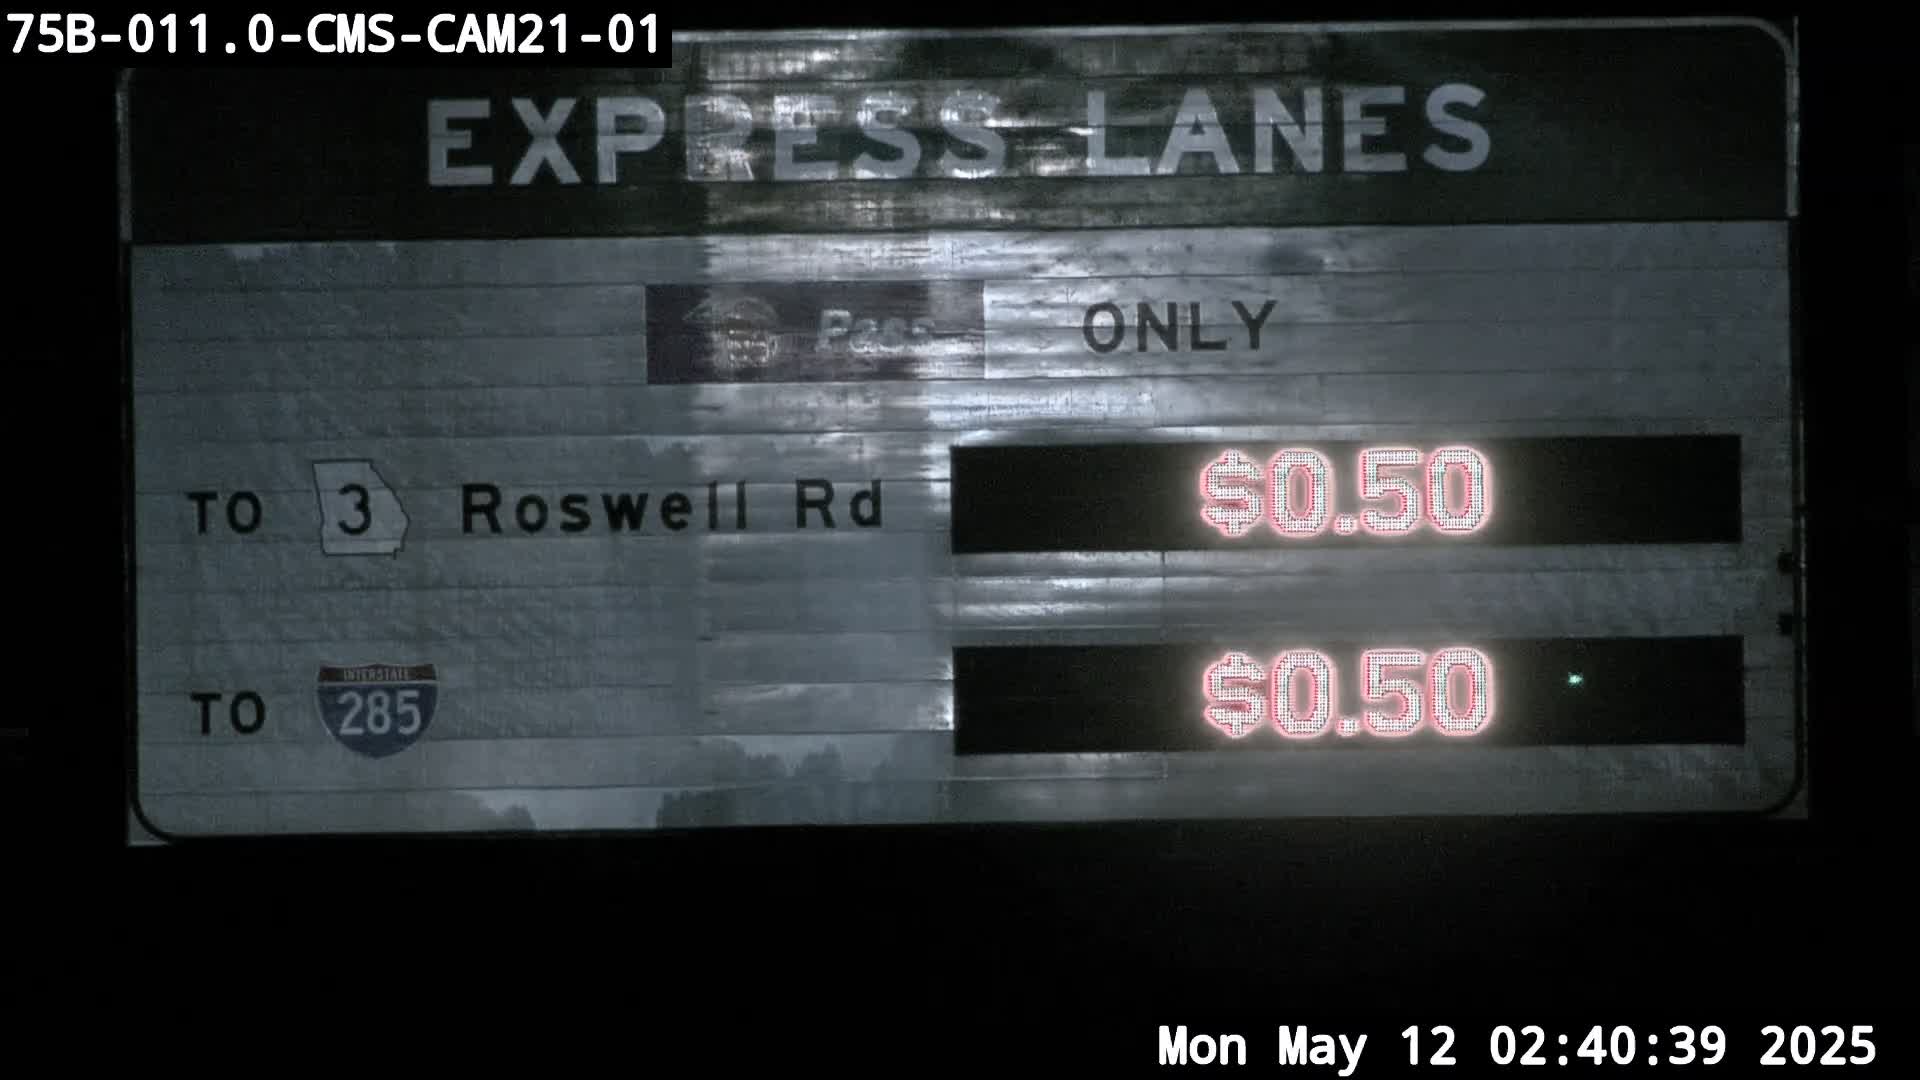 75B-011.0-CMS-CAM21-01
EXPRESS LANES
Pass ONLY
TO 3 Roswell Rd $0.50
TO INTERSTATE 285 $0.50
Mon May 12 02:40:39 2025